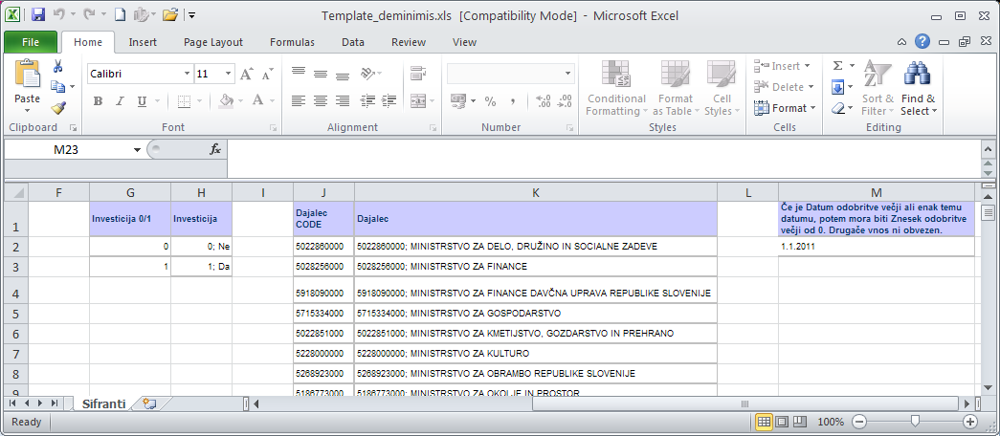 Template_deminimis.xls  [Compatibility Mode]  -  Microsoft Excel
File Home Insert Page Layout Formulas Data Review View
Paste
Clipboard
Calibri 11
B I U
A A A
Font
Alignment
%
,
.00
Number
Conditional Formatting
Format as Table
Cell Styles
Styles
Insert
Delete
Format
Cells
Σ
Sort & Filter
Find & Select
Editing
M23 fx
F G H I J K L M
1 Investicija 0/1 Investicija Dajalec CODE Dajalec Če je Datum odobritve večji ali enak temu datumu, potem mora biti Znesek odobritve večji od 0. Drugače vnos ni obvezen.
2 0 0; Ne 5022860000 5022860000; MINISTRSTVO ZA DELO, DRUŽINO IN SOCIALNE ZADEVE 1.1.2011
3 1 1; Da 5028256000 5028256000; MINISTRSTVO ZA FINANCE
4 5918090000 5918090000; MINISTRSTVO ZA FINANCE DAVČNA UPRAVA REPUBLIKE SLOVENIJE
5 5715334000 5715334000; MINISTRSTVO ZA GOSPODARSTVO
6 5022851000 5022851000; MINISTRSTVO ZA KMETIJSTVO, GOZDARSTVO IN PREHRANO
7 5228000000 5228000000; MINISTRSTVO ZA KULTURO
8 5268923000 5268923000; MINISTRSTVO ZA OBRAMBO REPUBLIKE SLOVENIJE
9 5186773000 5186773000; MINISTRSTVO ZA OKOLJE IN PROSTOR
Sifranti
Ready 100%